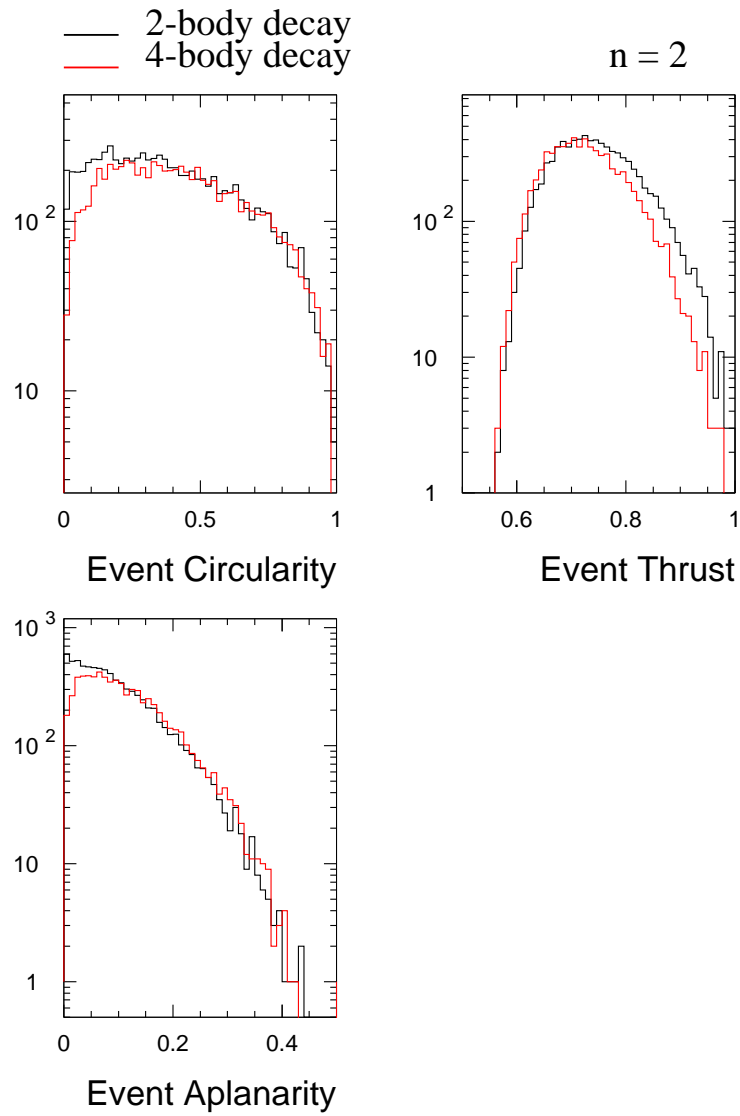 2-body decay
4-body decay
n = 2
10 2
10
0 0.5 1
Event Circularity
10 2
10
1
0.6 0.8 1
Event Thrust
10 3
10 2
10
1
0 0.2 0.4
Event Aplanarity